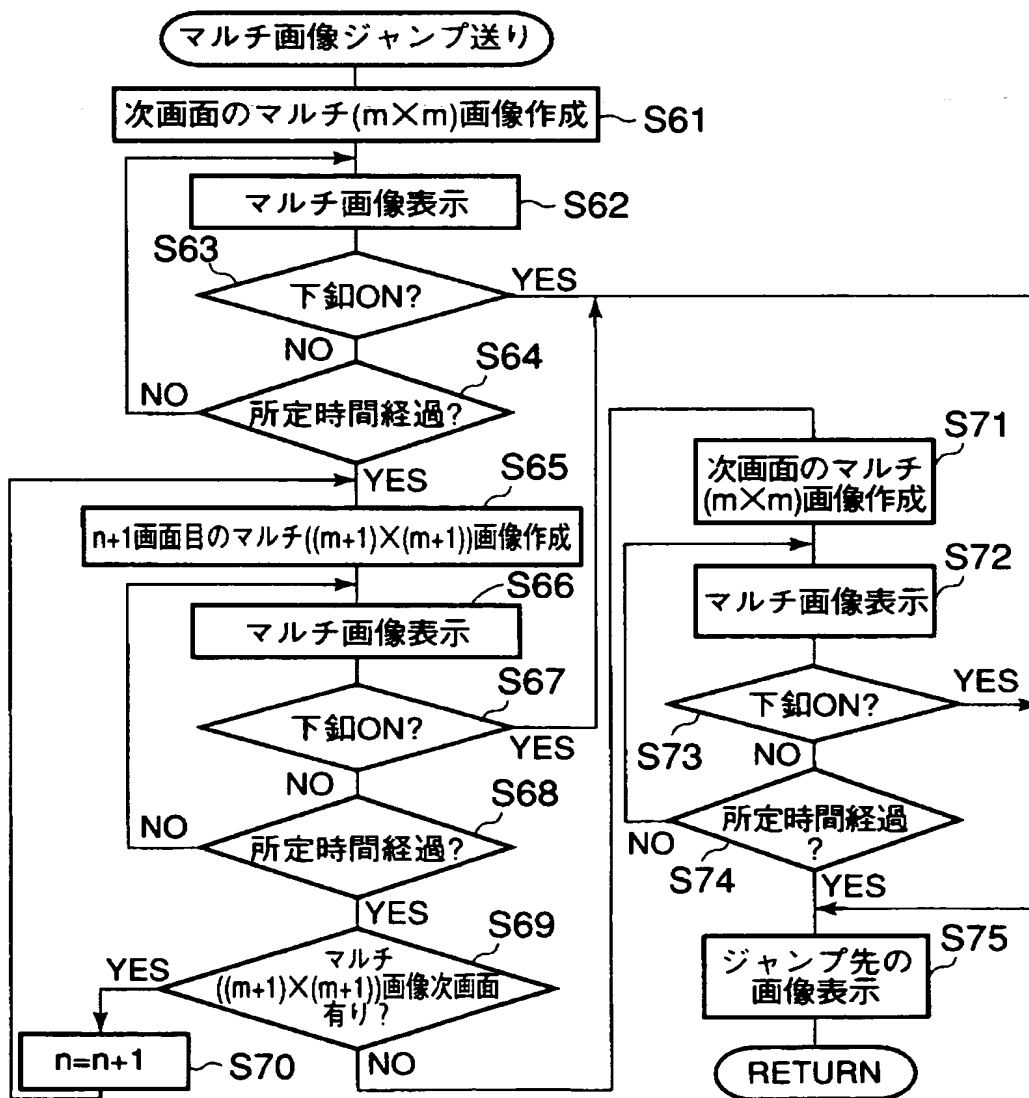 マルチ画像ジャンプ送り
次画面のマルチ(m×m)画像作成
S61
マルチ画像表示
S62
S63
下釦ON?
YES
NO
S64
所定時間経過?
NO
YES
S65
n+1画面目のマルチ((m+1)×(m+1))画像作成
S66
マルチ画像表示
S67
下釦ON?
YES
NO
S68
所定時間経過?
NO
YES
S69
マルチ
((m+1)×(m+1))画像次画面
有り?
YES
NO
n=n+1
S70
S71
次画面のマルチ
(m×m)画像作成
S72
マルチ画像表示
下釦ON?
YES
S73
NO
所定時間経過
?
NO
S74
YES
S75
ジャンプ先の
画像表示
RETURN